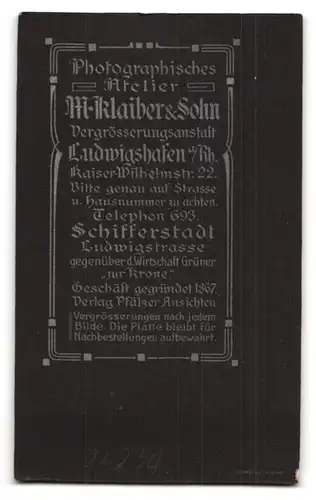 Photographisches
Atelier
M. Klaiber & Sohn
Vergrösserungsanstalt
Ludwigshafen a/Rh.
Kaiser-Wilhelmstr. 22.
Bitte genau auf Strasse
u. Hausnummer zu achten.
Telephon 693.
Schifferstadt
Ludwigstrasse
gegenüber d. Wirtschaft Grüner
„zur Krone"
Geschäft gegründet 1867.
Verlag Pfälzer Ansichten
Vergrösserungen nach jedem
Bilde. Die Platte bleibt für
Nachbestellungen aufbewahrt.